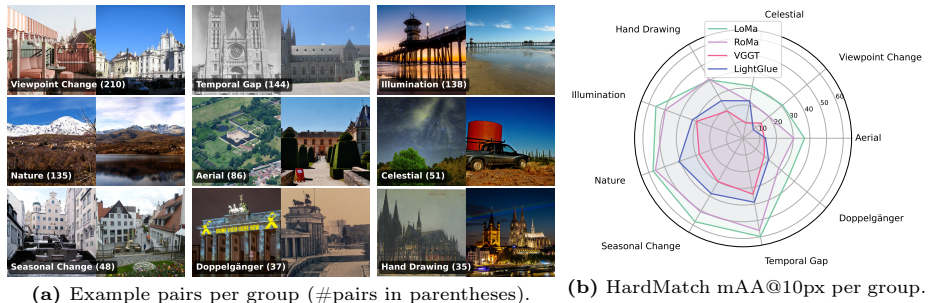 Viewpoint Change (210)
Temporal Gap (144)
Illumination (138)
Nature (135)
Aerial (86)
Celestial (51)
Seasonal Change (48)
Doppelgänger (37)
Hand Drawing (35)
(a) Example pairs per group (#pairs in parentheses).
Celestial
Hand Drawing
Viewpoint Change
Illumination
Aerial
Nature
Doppelgänger
Seasonal Change
Temporal Gap
LoMa
RoMa
VGGT
LightGlue
10
20
30
40
50
60
(b) HardMatch mAA@10px per group.